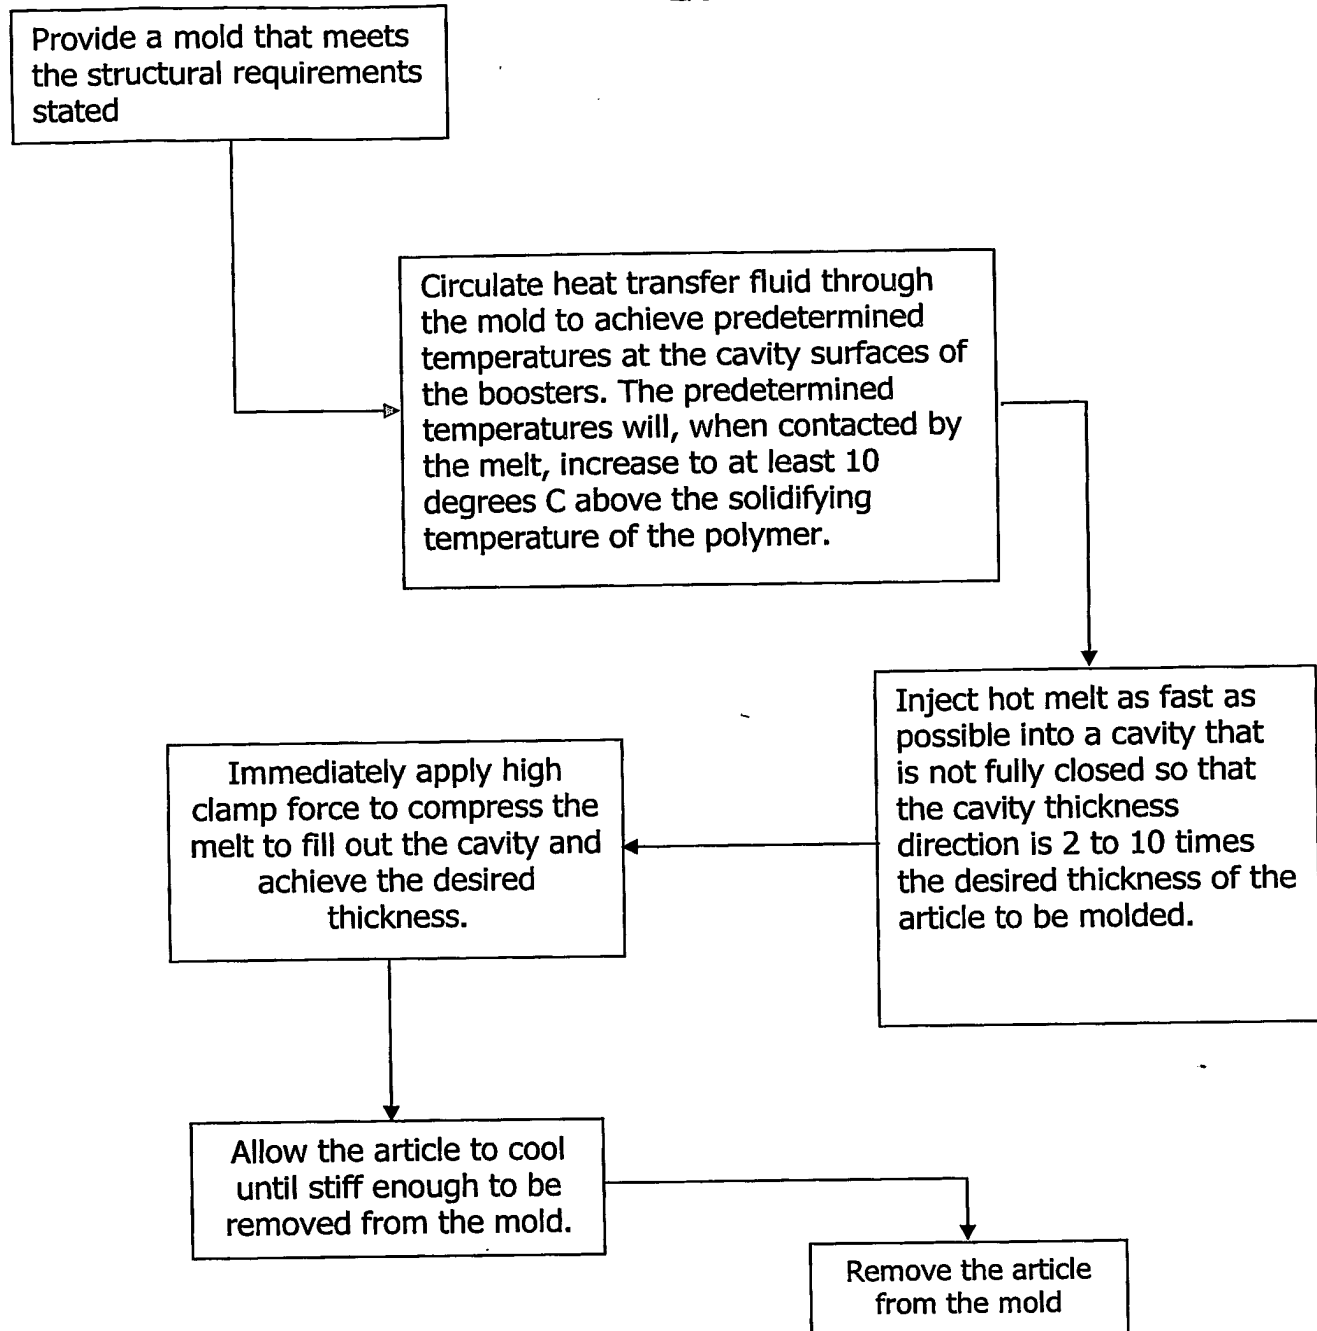 Provide a mold that meets
the structural requirements
stated
Circulate heat transfer fluid through
the mold to achieve predetermined
temperatures at the cavity surfaces of
the boosters. The predetermined
temperatures will, when contacted by
the melt, increase to at least 10
degrees C above the solidifying
temperature of the polymer.
Inject hot melt as fast as
possible into a cavity that
is not fully closed so that
the cavity thickness
direction is 2 to 10 times
the desired thickness of the
article to be molded.
Immediately apply high
clamp force to compress the
melt to fill out the cavity and
achieve the desired
thickness.
Allow the article to cool
until stiff enough to be
removed from the mold.
Remove the article
from the mold